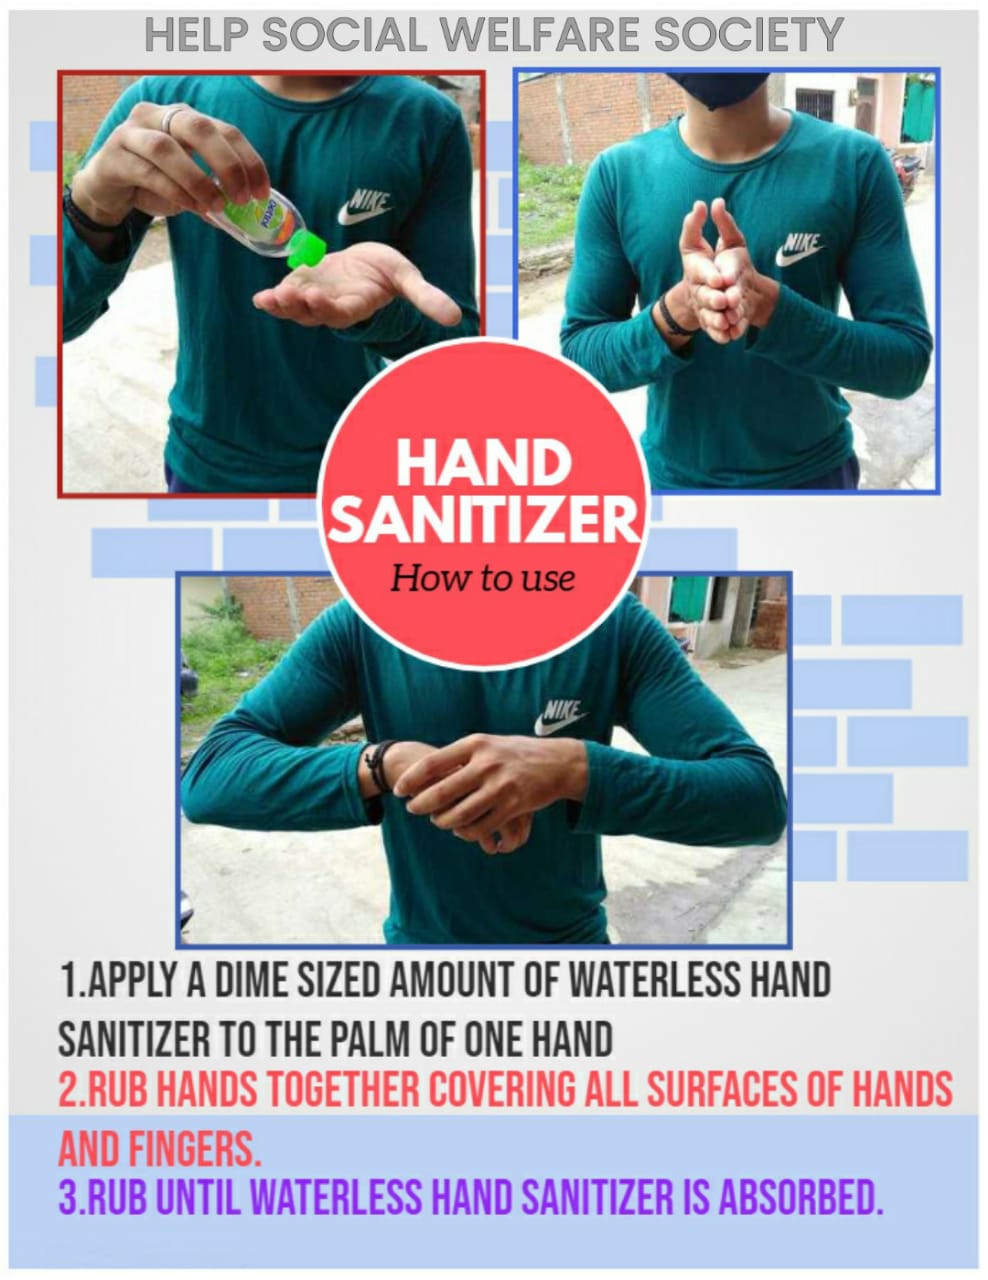 HELP SOCIAL WELFARE SOCIETY
NIKE
Dettol
NIKE
HAND
SANITIZER
How to use
NIKE
1.APPLY A DIME SIZED AMOUNT OF WATERLESS HAND
SANITIZER TO THE PALM OF ONE HAND
2.RUB HANDS TOGETHER COVERING ALL SURFACES OF HANDS
AND FINGERS.
3.RUB UNTIL WATERLESS HAND SANITIZER IS ABSORBED.